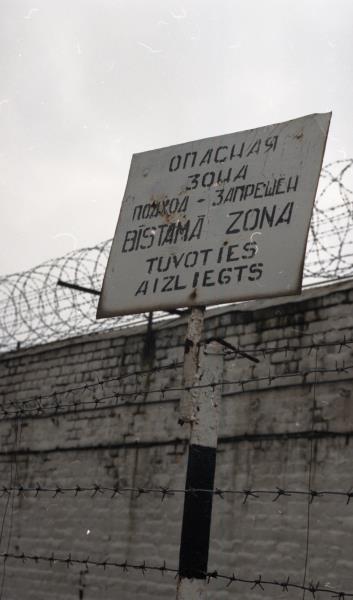 ОПАСНАЯ
ЗОНА
ПОДХОД - ЗАПРЕЩЕН
BĪSTAMĀ ZONA
TUVOTIES
AIZLIEGTS